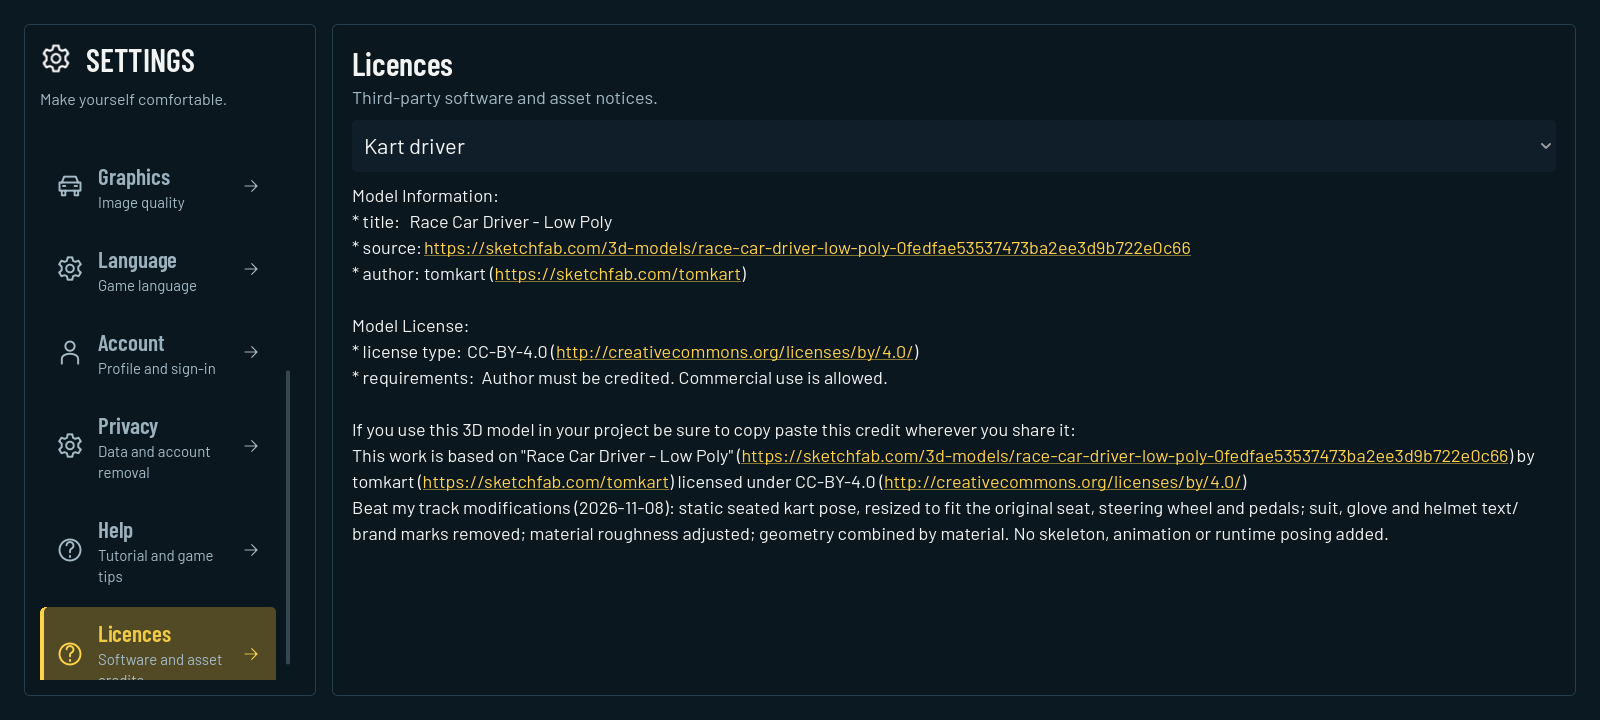 SETTINGS
Make yourself comfortable.
Graphics
Image quality
Language
Game language
Account
Profile and sign-in
Privacy
Data and account
removal
Help
Tutorial and game
tips
Licences
Software and asset
credits
Licences
Third-party software and asset notices.
Kart driver
Model Information:
* title: Race Car Driver - Low Poly
* source: https://sketchfab.com/3d-models/race-car-driver-low-poly-0fedfae53537473ba2ee3d9b722e0c66
* author: tomkart (https://sketchfab.com/tomkart)
Model License:
* license type: CC-BY-4.0 (http://creativecommons.org/licenses/by/4.0/)
* requirements: Author must be credited. Commercial use is allowed.
If you use this 3D model in your project be sure to copy paste this credit wherever you share it:
This work is based on "Race Car Driver - Low Poly" (https://sketchfab.com/3d-models/race-car-driver-low-poly-0fedfae53537473ba2ee3d9b722e0c66) by
tomkart (https://sketchfab.com/tomkart) licensed under CC-BY-4.0 (http://creativecommons.org/licenses/by/4.0/)
Beat my track modifications (2026-11-08): static seated kart pose, resized to fit the original seat, steering wheel and pedals; suit, glove and helmet text/
brand marks removed; material roughness adjusted; geometry combined by material. No skeleton, animation or runtime posing added.